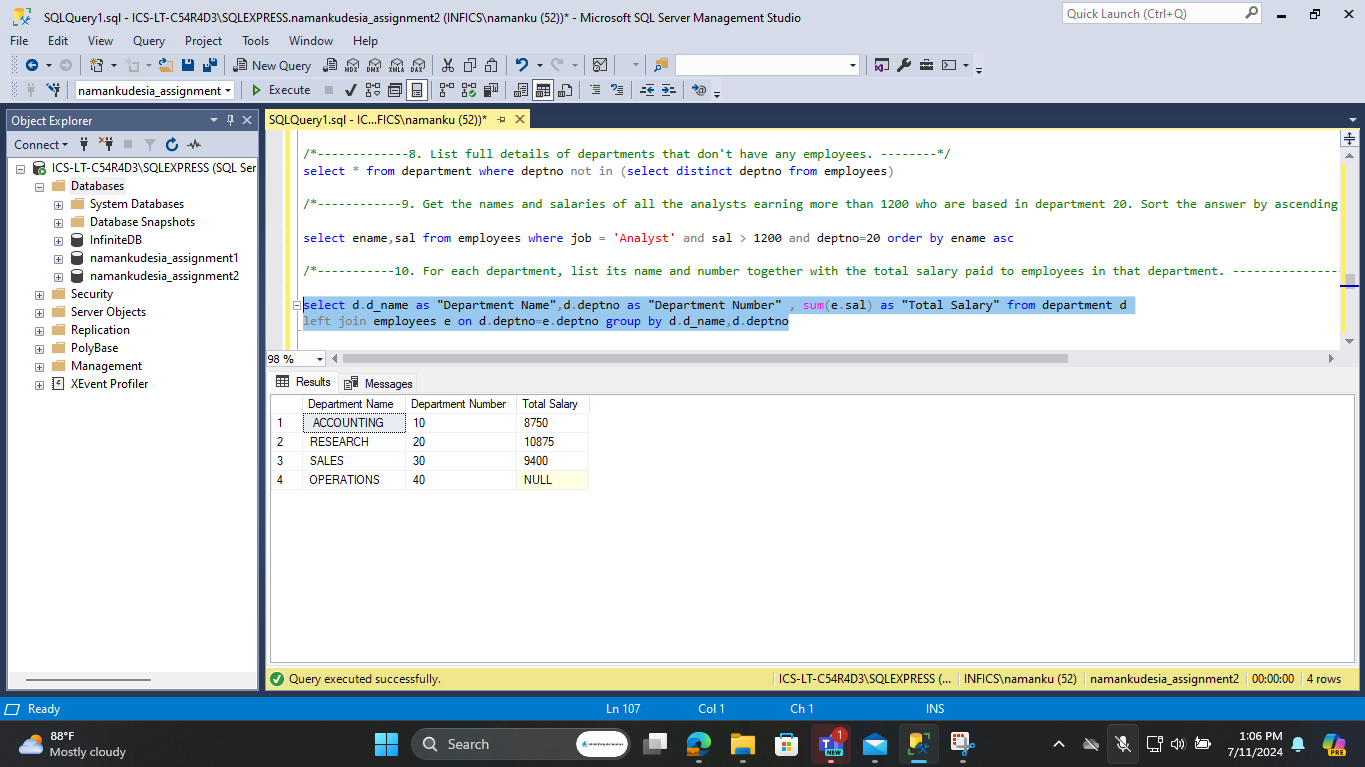 SQLQuery1.sql - ICS-LT-C54R4D3\SQLEXPRESS.namankudesia_assignment2 (INFICS\namanku (52))* - Microsoft SQL Server Management Studio
Quick Launch (Ctrl+Q)
File Edit View Query Project Tools Window Help
New Query MDX DMX XMLA DAX
namankudesia_assignment Execute
Object Explorer
SQLQuery1.sql - IC...FICS\namanku (52))*
Connect
ICS-LT-C54R4D3\SQLEXPRESS (SQL Ser
Databases
System Databases
Database Snapshots
InfiniteDB
namankudesia_assignment1
namankudesia_assignment2
Security
Server Objects
Replication
PolyBase
Management
XEvent Profiler
/*-------------8. List full details of departments that don't have any employees. --------*/
select * from department where deptno not in (select distinct deptno from employees)
/*------------9. Get the names and salaries of all the analysts earning more than 1200 who are based in department 20. Sort the answer by ascending
select ename,sal from employees where job = 'Analyst' and sal > 1200 and deptno=20 order by ename asc
/*-----------10. For each department, list its name and number together with the total salary paid to employees in that department. ---------------
select d.d_name as "Department Name",d.deptno as "Department Number" , sum(e.sal) as "Total Salary" from department d
left join employees e on d.deptno=e.deptno group by d.d_name,d.deptno
98 %
Results Messages
Department Name Department Number Total Salary
1 ACCOUNTING 10 8750
2 RESEARCH 20 10875
3 SALES 30 9400
4 OPERATIONS 40 NULL
Query executed successfully. ICS-LT-C54R4D3\SQLEXPRESS (... INFICS\namanku (52) namankudesia_assignment2 00:00:00 4 rows
Ready Ln 107 Col 1 Ch 1 INS
88°F
Mostly cloudy
Search
1
NEW
1:06 PM
7/11/2024
PRE